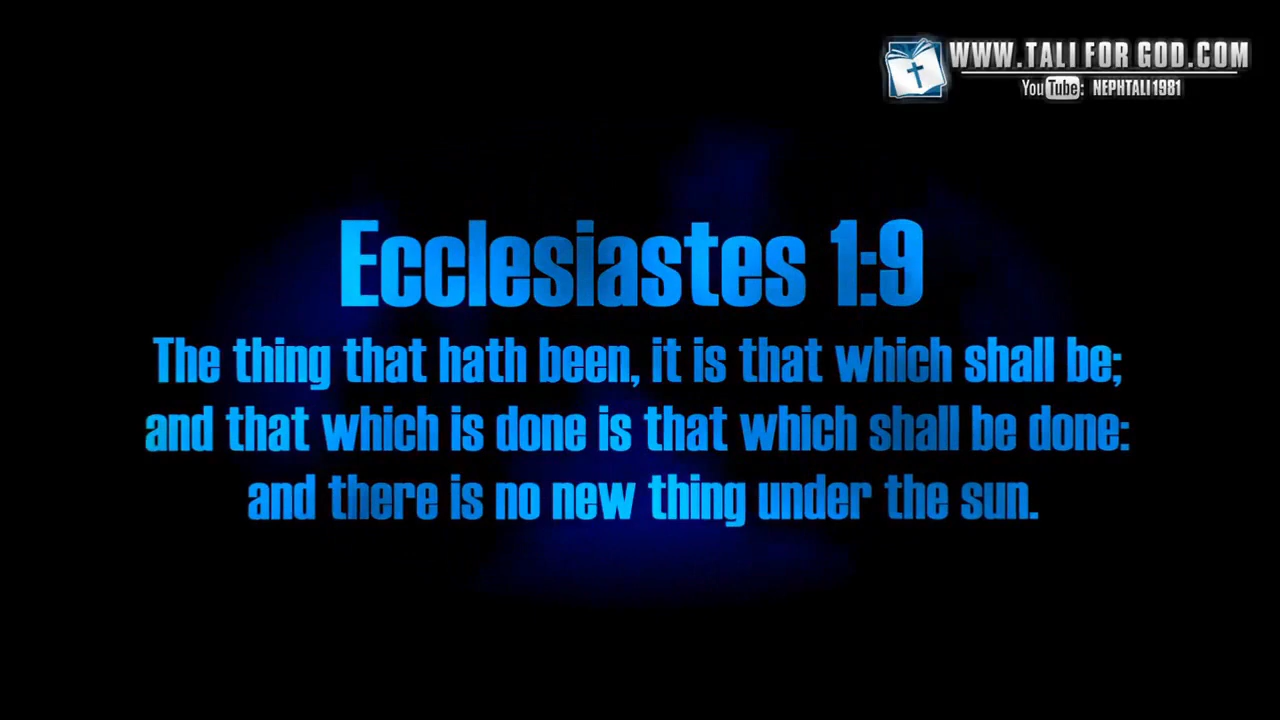 WWW.TALI FOR GOD.COM
YouTube: NEPHTALI1981
Ecclesiastes 1:9
The thing that hath been, it is that which shall be;
and that which is done is that which shall be done:
and there is no new thing under the sun.